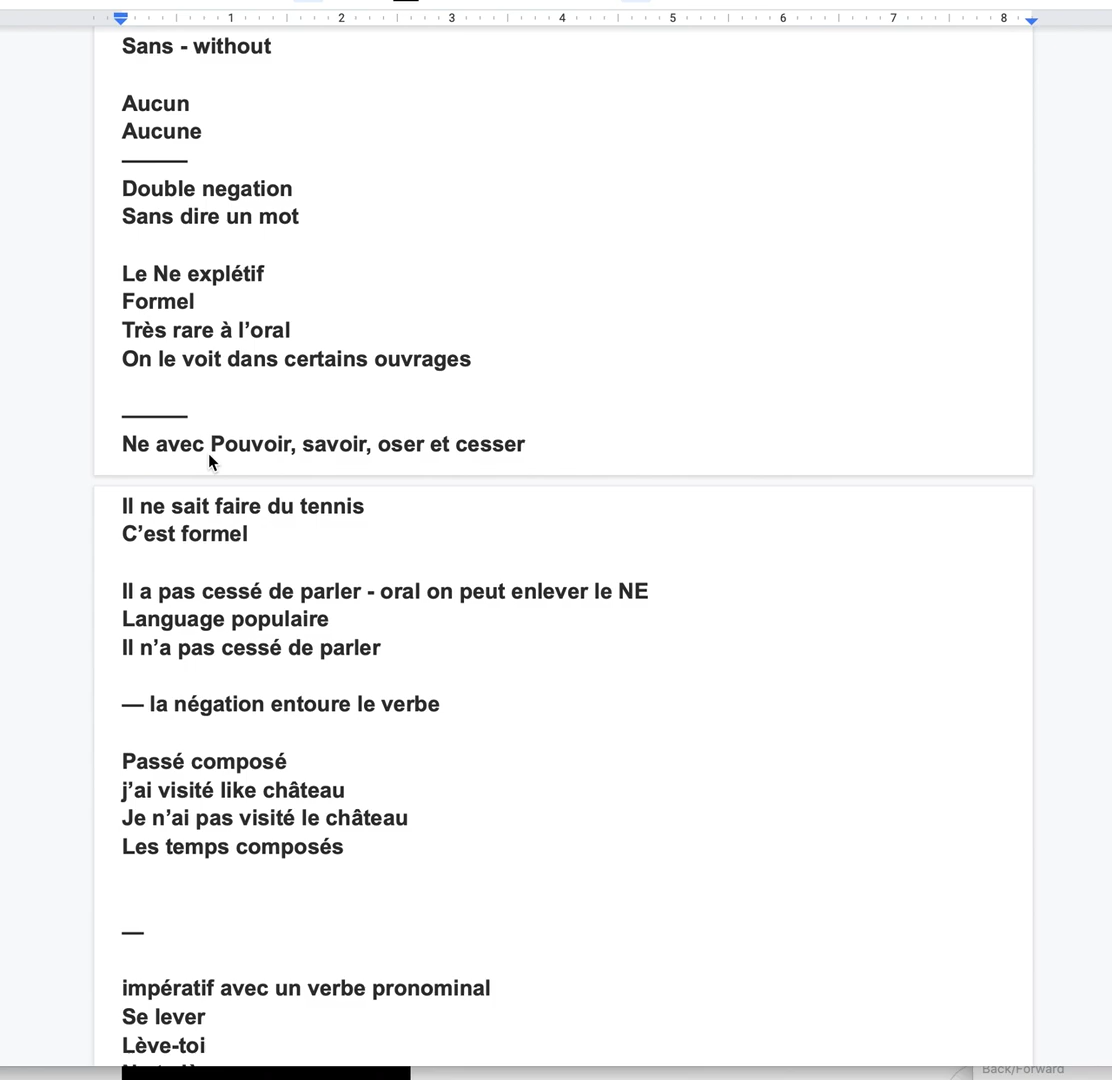 1 2 3 4 5 6 7 8
Sans - without
Aucun
Aucune
Double negation
Sans dire un mot
Le Ne explétif
Formel
Très rare à l’oral
On le voit dans certains ouvrages
Ne avec Pouvoir, savoir, oser et cesser
Il ne sait faire du tennis
C’est formel
Il a pas cessé de parler - oral on peut enlever le NE
Language populaire
Il n’a pas cessé de parler
— la négation entoure le verbe
Passé composé
j’ai visité like château
Je n’ai pas visité le château
Les temps composés
—
impératif avec un verbe pronominal
Se lever
Lève-toi
Back/Forward